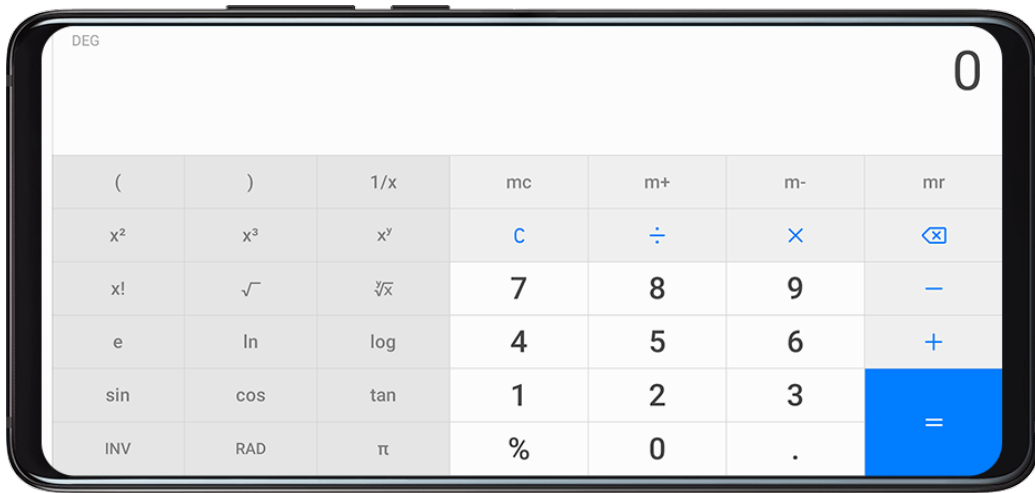 DEG
0
( ) 1/x mc m+ m- mr
x² x³ xʸ C ÷ × ⌫
x! √ ʸ√x 7 8 9 −
e ln log 4 5 6 +
sin cos tan 1 2 3
=
INV RAD π % 0 .